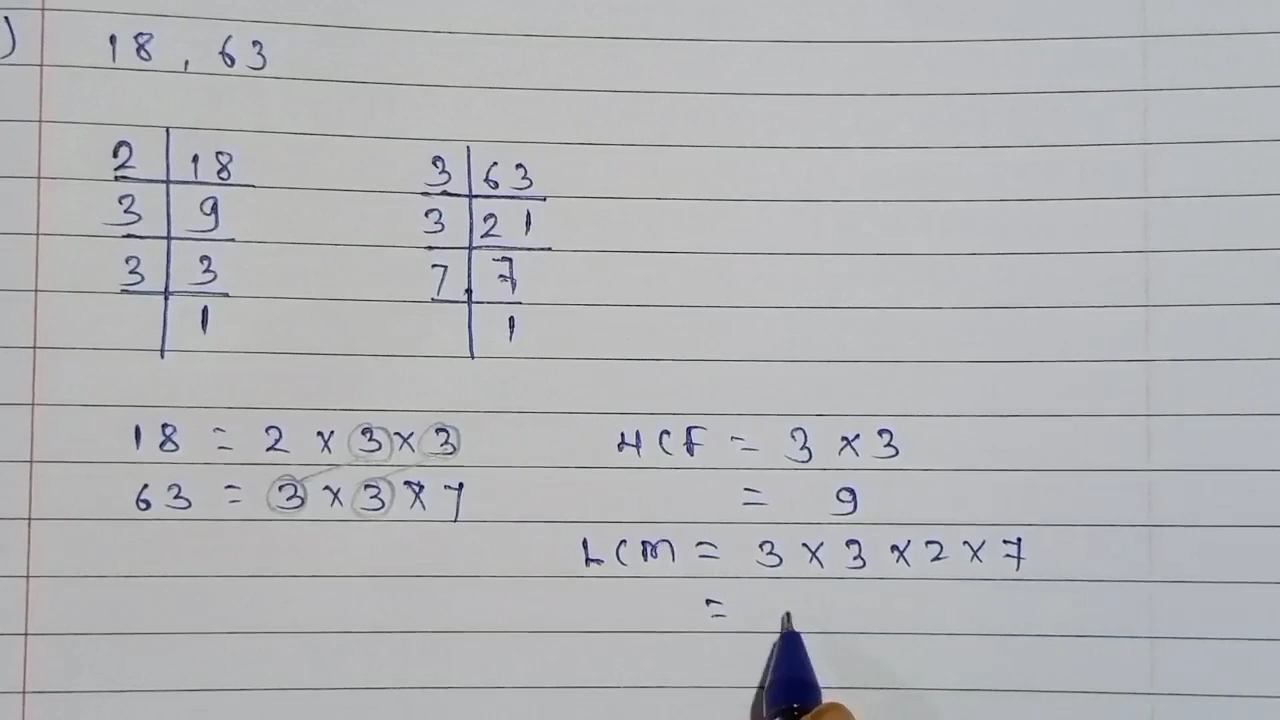 ) 18 , 63
2 | 18 3 | 63
3 | 9 3 | 21
3 | 3 7 | 7
| 1 | 1
18 = 2 × 3 × 3 HCF = 3 × 3
63 = 3 × 3 × 7 = 9
LCM = 3 × 3 × 2 × 7
=